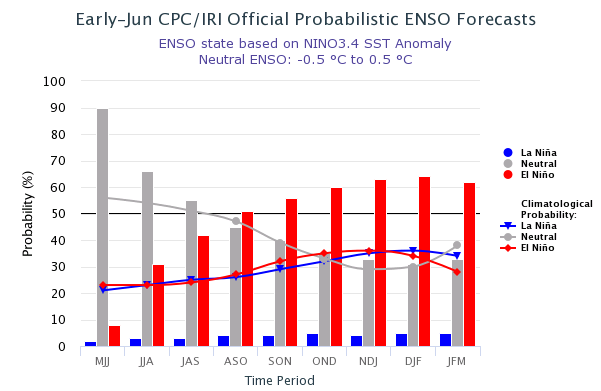 Early-Jun CPC/IRI Official Probabilistic ENSO Forecasts
ENSO state based on NINO3.4 SST Anomaly
Neutral ENSO: -0.5 ºC to 0.5 ºC
Probability (%)
100
90
80
70
60
50
40
30
20
10
0
MJJ JJA JAS ASO SON OND NDJ DJF JFM
Time Period
La Niña
Neutral
El Niño
Climatological
Probability:
La Niña
Neutral
El Niño